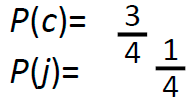 P(c)= 3/4
P(j)= 1/4